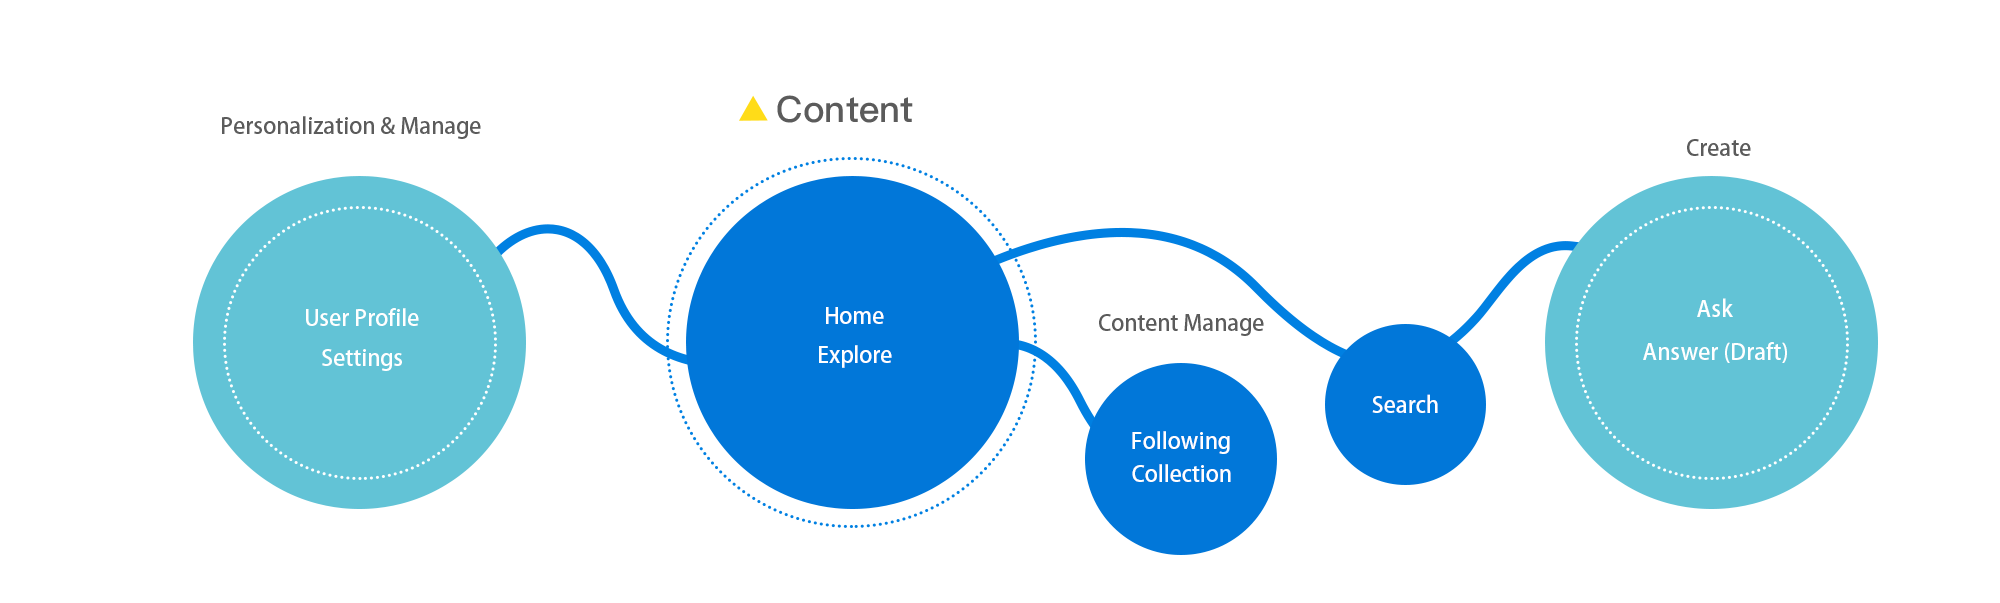 Personalization & Manage
User Profile
Settings
Content
Home
Explore
Content Manage
Following
Collection
Search
Create
Ask
Answer (Draft)